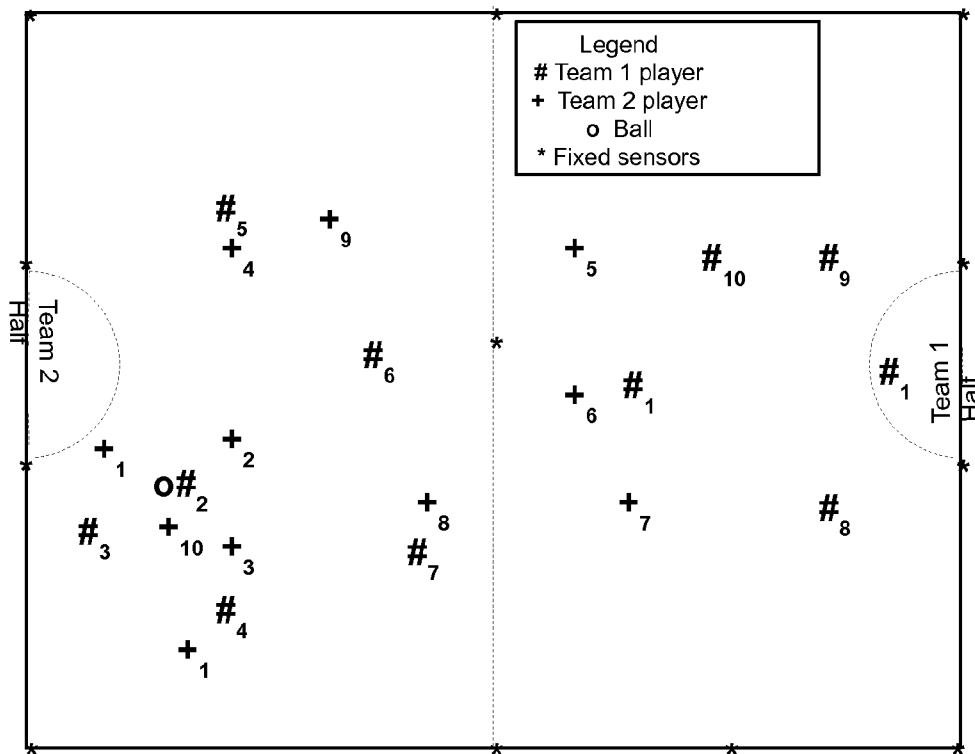 Legend
# Team 1 player
+ Team 2 player
o Ball
* Fixed sensors
# 5
+ 9
+ 4
+ 5
# 10
# 9
Team 2
Half
# 6
+ 6
# 1
# 1
Team 1
Half
+ 1
+ 2
o # 2
# 3
+ 10
+ 3
+ 8
# 7
+ 7
# 8
# 4
+ 1